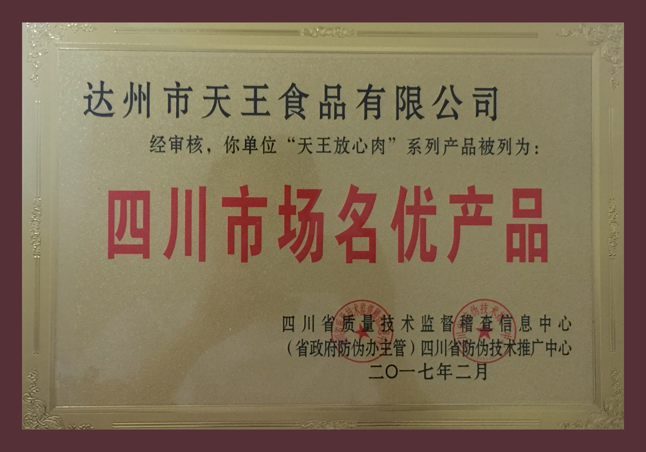 达州市天王食品有限公司
经审核，你单位“天王放心肉”系列产品被列为：
四川市场名优产品
四川省质量技术监督稽查信息中心
（省政府防伪办主管）四川省防伪技术推广中心
二〇一七年二月